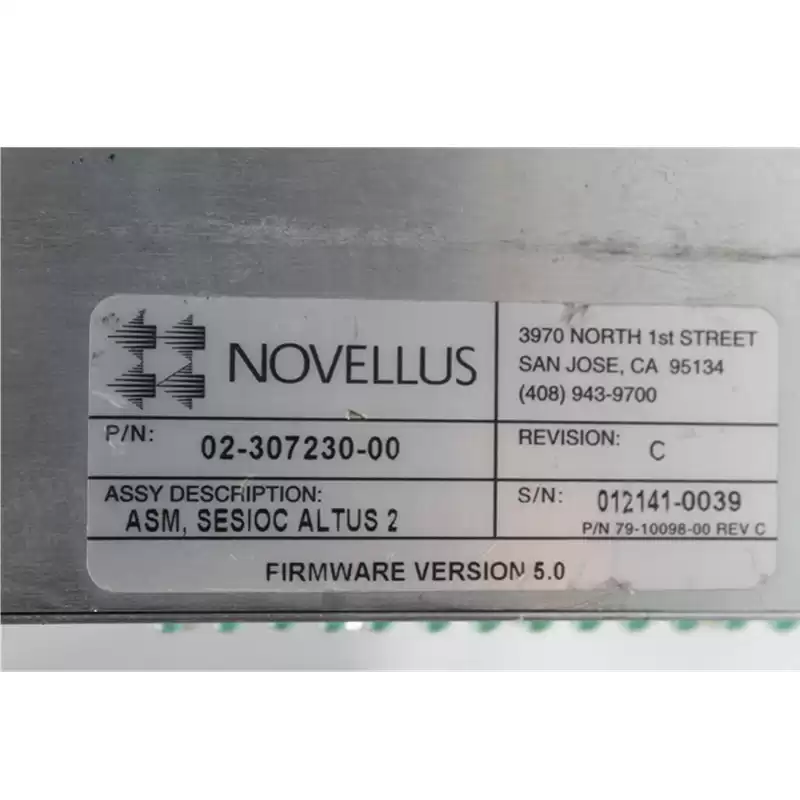 NOVELLUS
3970 NORTH 1st STREET
SAN JOSE, CA 95134
(408) 943-9700
P/N: 02-307230-00
REVISION: C
ASSY DESCRIPTION:
ASM, SESIOC ALTUS 2
S/N: 012141-0039
P/N 79-10098-00 REV C
FIRMWARE VERSION 5.0